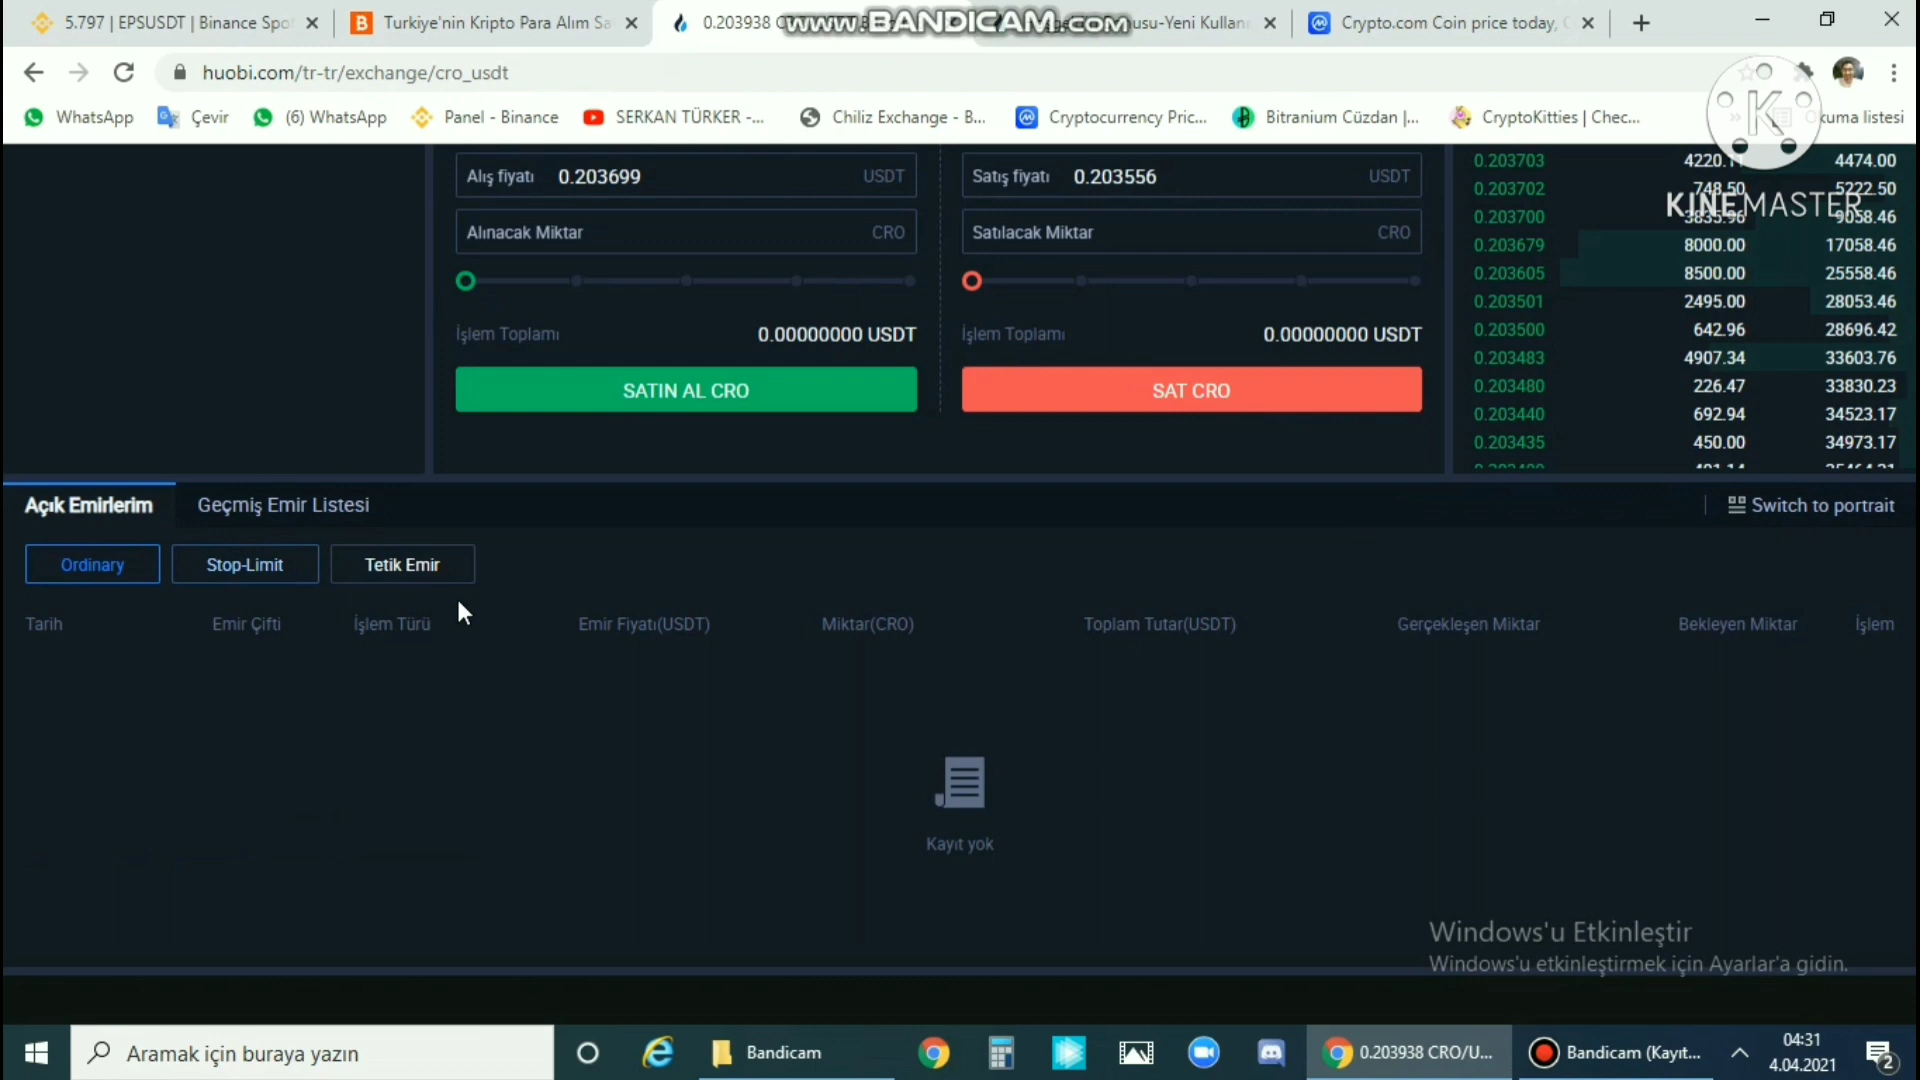 5.797 | EPSUSDT | Binance Spo
Turkiye'nin Kripto Para Alım Sa
0.203938 C
WWW.BANDICAM.COM
usu-Yeni Kullanı
Crypto.com Coin price today,
huobi.com/tr-tr/exchange/cro_usdt
WhatsApp
Çevir
(6) WhatsApp
Panel - Binance
SERKAN TÜRKER -...
Chiliz Exchange - B...
Cryptocurrency Pric...
Bitranium Cüzdan |...
CryptoKitties | Chec...
kuma listesi
KINEMASTER
Alış fiyatı 0.203699 USDT
Satış fiyatı 0.203556 USDT
Alınacak Miktar CRO
Satılacak Miktar CRO
İşlem Toplamı 0.00000000 USDT
İşlem Toplamı 0.00000000 USDT
SATIN AL CRO
SAT CRO
0.203703 4220.11 4474.00
0.203702 748.50 5222.50
0.203700 3835.96 9058.46
0.203679 8000.00 17058.46
0.203605 8500.00 25558.46
0.203501 2495.00 28053.46
0.203500 642.96 28696.42
0.203483 4907.34 33603.76
0.203480 226.47 33830.23
0.203440 692.94 34523.17
0.203435 450.00 34973.17
Açık Emirlerim
Geçmiş Emir Listesi
Switch to portrait
Ordinary
Stop-Limit
Tetik Emir
Tarih
Emir Çifti
İşlem Türü
Emir Fiyatı(USDT)
Miktar(CRO)
Toplam Tutar(USDT)
Gerçekleşen Miktar
Bekleyen Miktar
İşlem
Kayıt yok
Windows'u Etkinleştir
Windows'u etkinleştirmek için Ayarlar'a gidin.
Aramak için buraya yazın
Bandicam
0.203938 CRO/U...
Bandicam (Kayıt...
04:31
4.04.2021
2